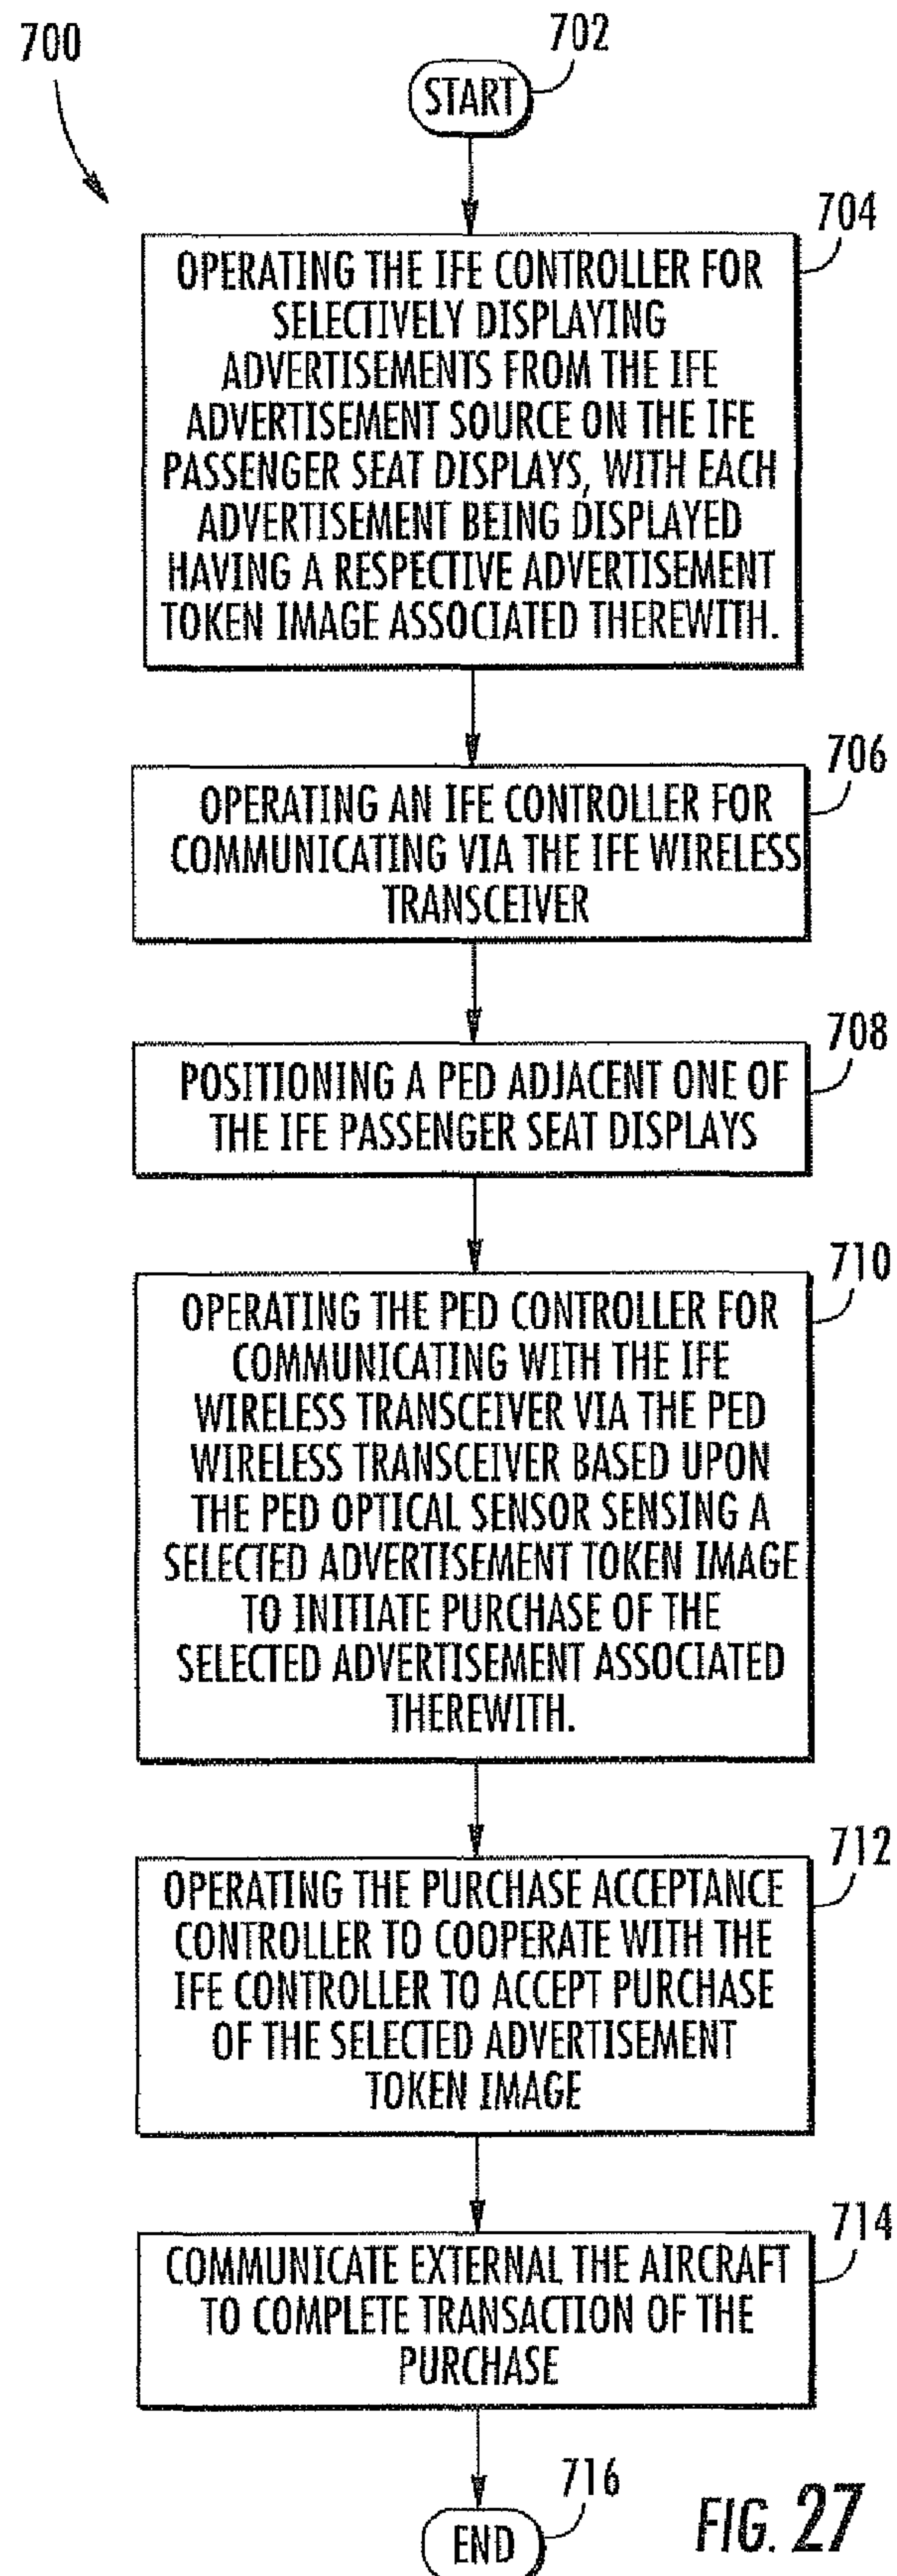 700
702
START
704
OPERATING THE IFE CONTROLLER FOR
SELECTIVELY DISPLAYING
ADVERTISEMENTS FROM THE IFE
ADVERTISEMENT SOURCE ON THE IFE
PASSENGER SEAT DISPLAYS, WITH EACH
ADVERTISEMENT BEING DISPLAYED
HAVING A RESPECTIVE ADVERTISEMENT
TOKEN IMAGE ASSOCIATED THEREWITH.
706
OPERATING AN IFE CONTROLLER FOR
COMMUNICATING VIA THE IFE WIRELESS
TRANSCEIVER
708
POSITIONING A PED ADJACENT ONE OF
THE IFE PASSENGER SEAT DISPLAYS
710
OPERATING THE PED CONTROLLER FOR
COMMUNICATING WITH THE IFE
WIRELESS TRANSCEIVER VIA THE PED
WIRELESS TRANSCEIVER BASED UPON
THE PED OPTICAL SENSOR SENSING A
SELECTED ADVERTISEMENT TOKEN IMAGE
TO INITIATE PURCHASE OF THE
SELECTED ADVERTISEMENT ASSOCIATED
THEREWITH.
712
OPERATING THE PURCHASE ACCEPTANCE
CONTROLLER TO COOPERATE WITH THE
IFE CONTROLLER TO ACCEPT PURCHASE
OF THE SELECTED ADVERTISEMENT
TOKEN IMAGE
714
COMMUNICATE EXTERNAL THE AIRCRAFT
TO COMPLETE TRANSACTION OF THE
PURCHASE
716
END
FIG. 27